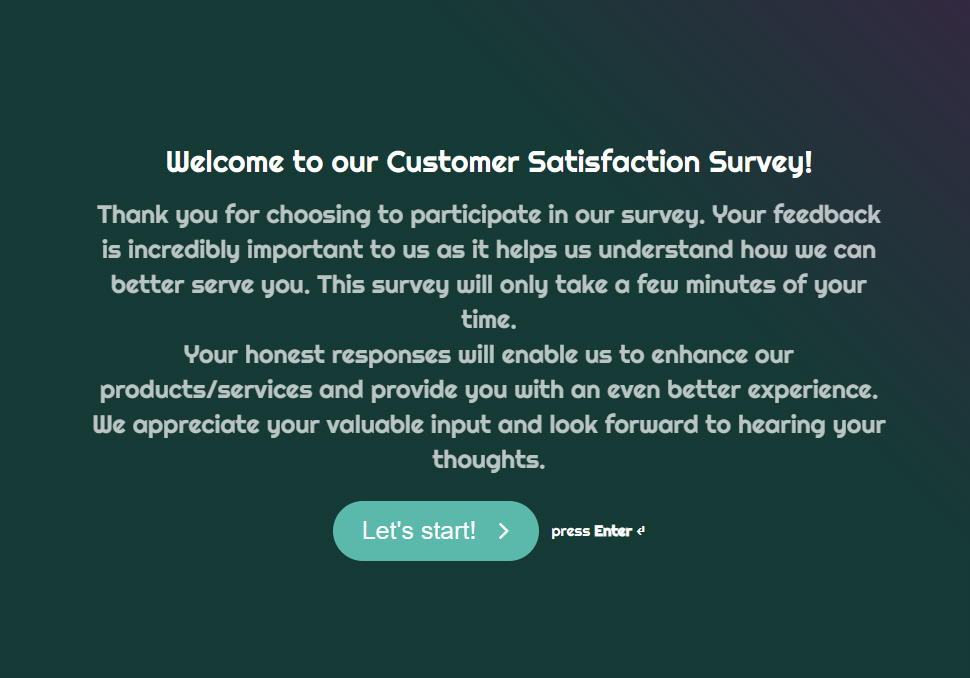 Welcome to our Customer Satisfaction Survey!
Thank you for choosing to participate in our survey. Your feedback
is incredibly important to us as it helps us understand how we can
better serve you. This survey will only take a few minutes of your
time.
Your honest responses will enable us to enhance our
products/services and provide you with an even better experience.
We appreciate your valuable input and look forward to hearing your
thoughts.
Let's start!
press Enter ↵